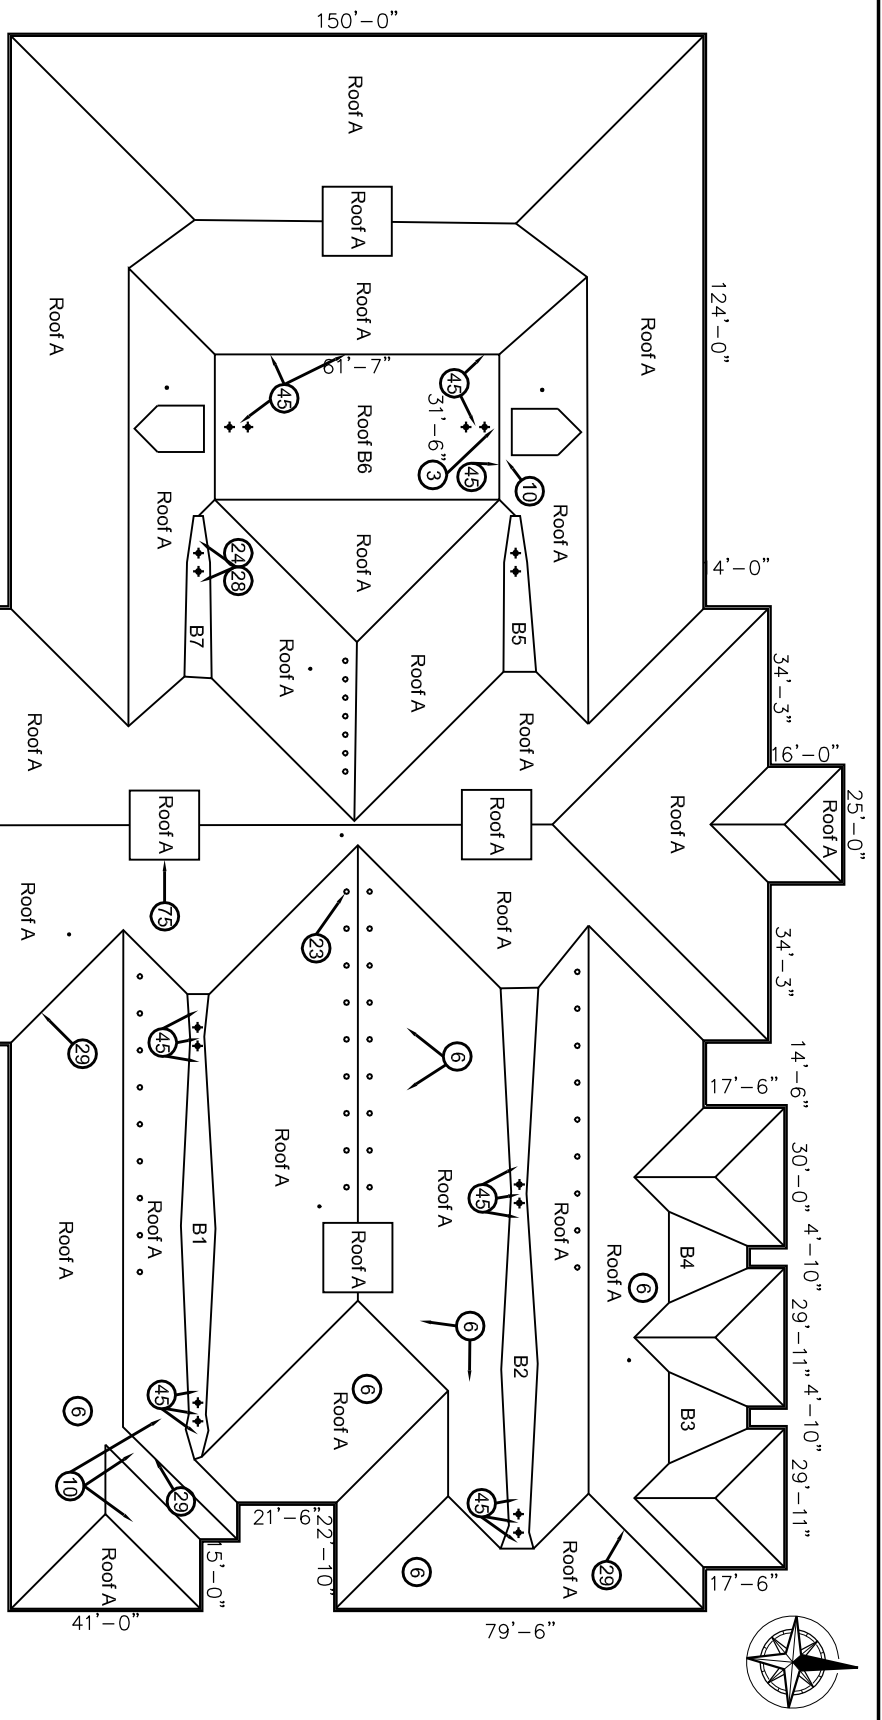 150'-0"
Roof A
Roof A
Roof A
Roof A
Roof A
124'-0"
61'-7"
45
45
31'-6"
Roof B6
3
45
10
Roof A
Roof A
Roof A
24
28
4'-0"
B7
B5
Roof A
Roof A
34'-3"
Roof A
Roof A
16'-0"
25'-0"
Roof A
Roof A
Roof A
Roof A
75
Roof A
Roof A
23
34'-3"
29
45
6
14'-6"
17'-6"
Roof A
Roof A
45
30'-0"
4'-10"
Roof A
Roof A
B1
Roof A
Roof A
Roof A
B4
6
6
29'-11"
4'-10"
B2
6
45
Roof A
6
B3
29'-11"
10
29
45
21'-6"
22'-10"
Roof A
15'-0"
6
Roof A
29
17'-6"
41'-0"
79'-6"